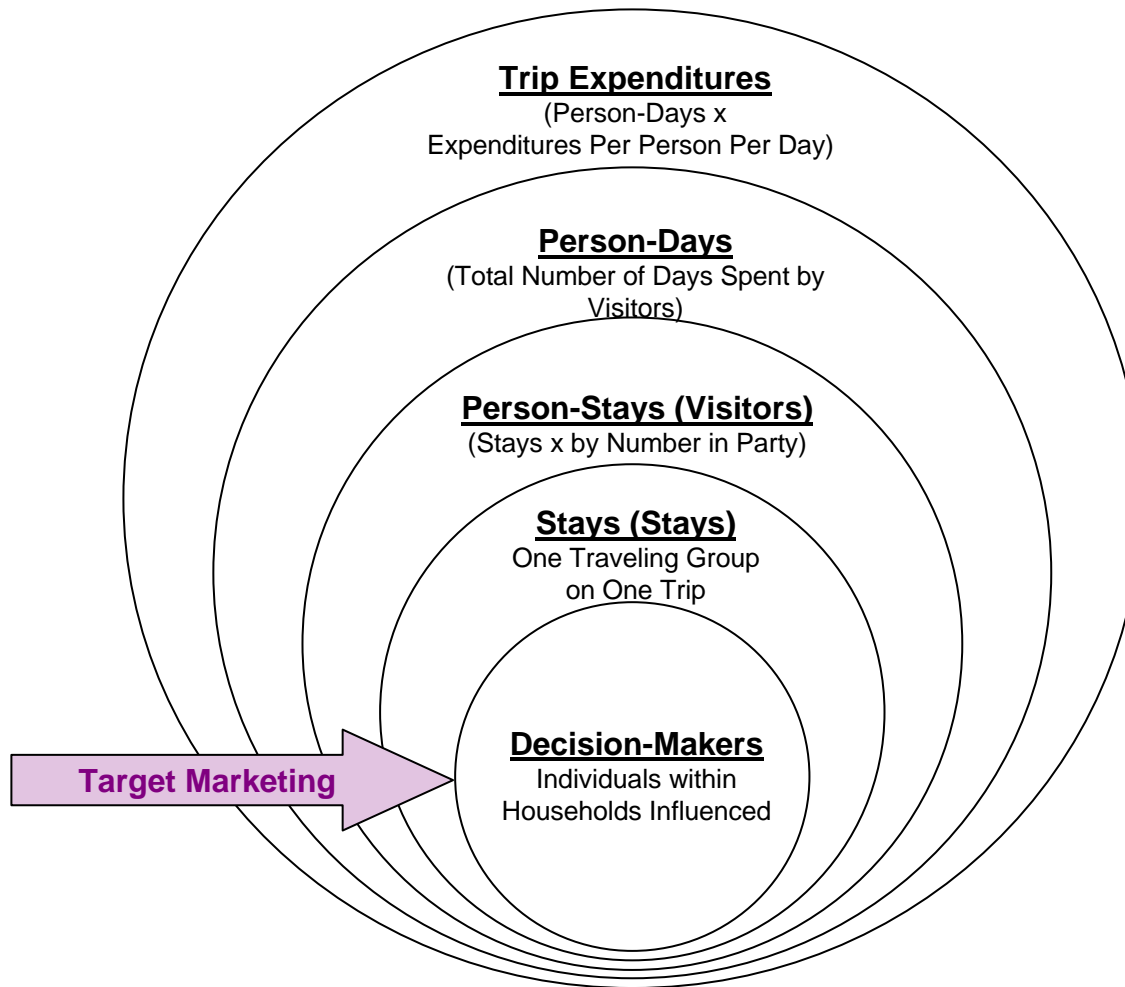 Trip Expenditures
(Person-Days x
Expenditures Per Person Per Day)
Person-Days
(Total Number of Days Spent by
Visitors)
Person-Stays (Visitors)
(Stays x by Number in Party)
Stays (Stays)
One Traveling Group
on One Trip
Decision-Makers
Individuals within
Households Influenced
Target Marketing